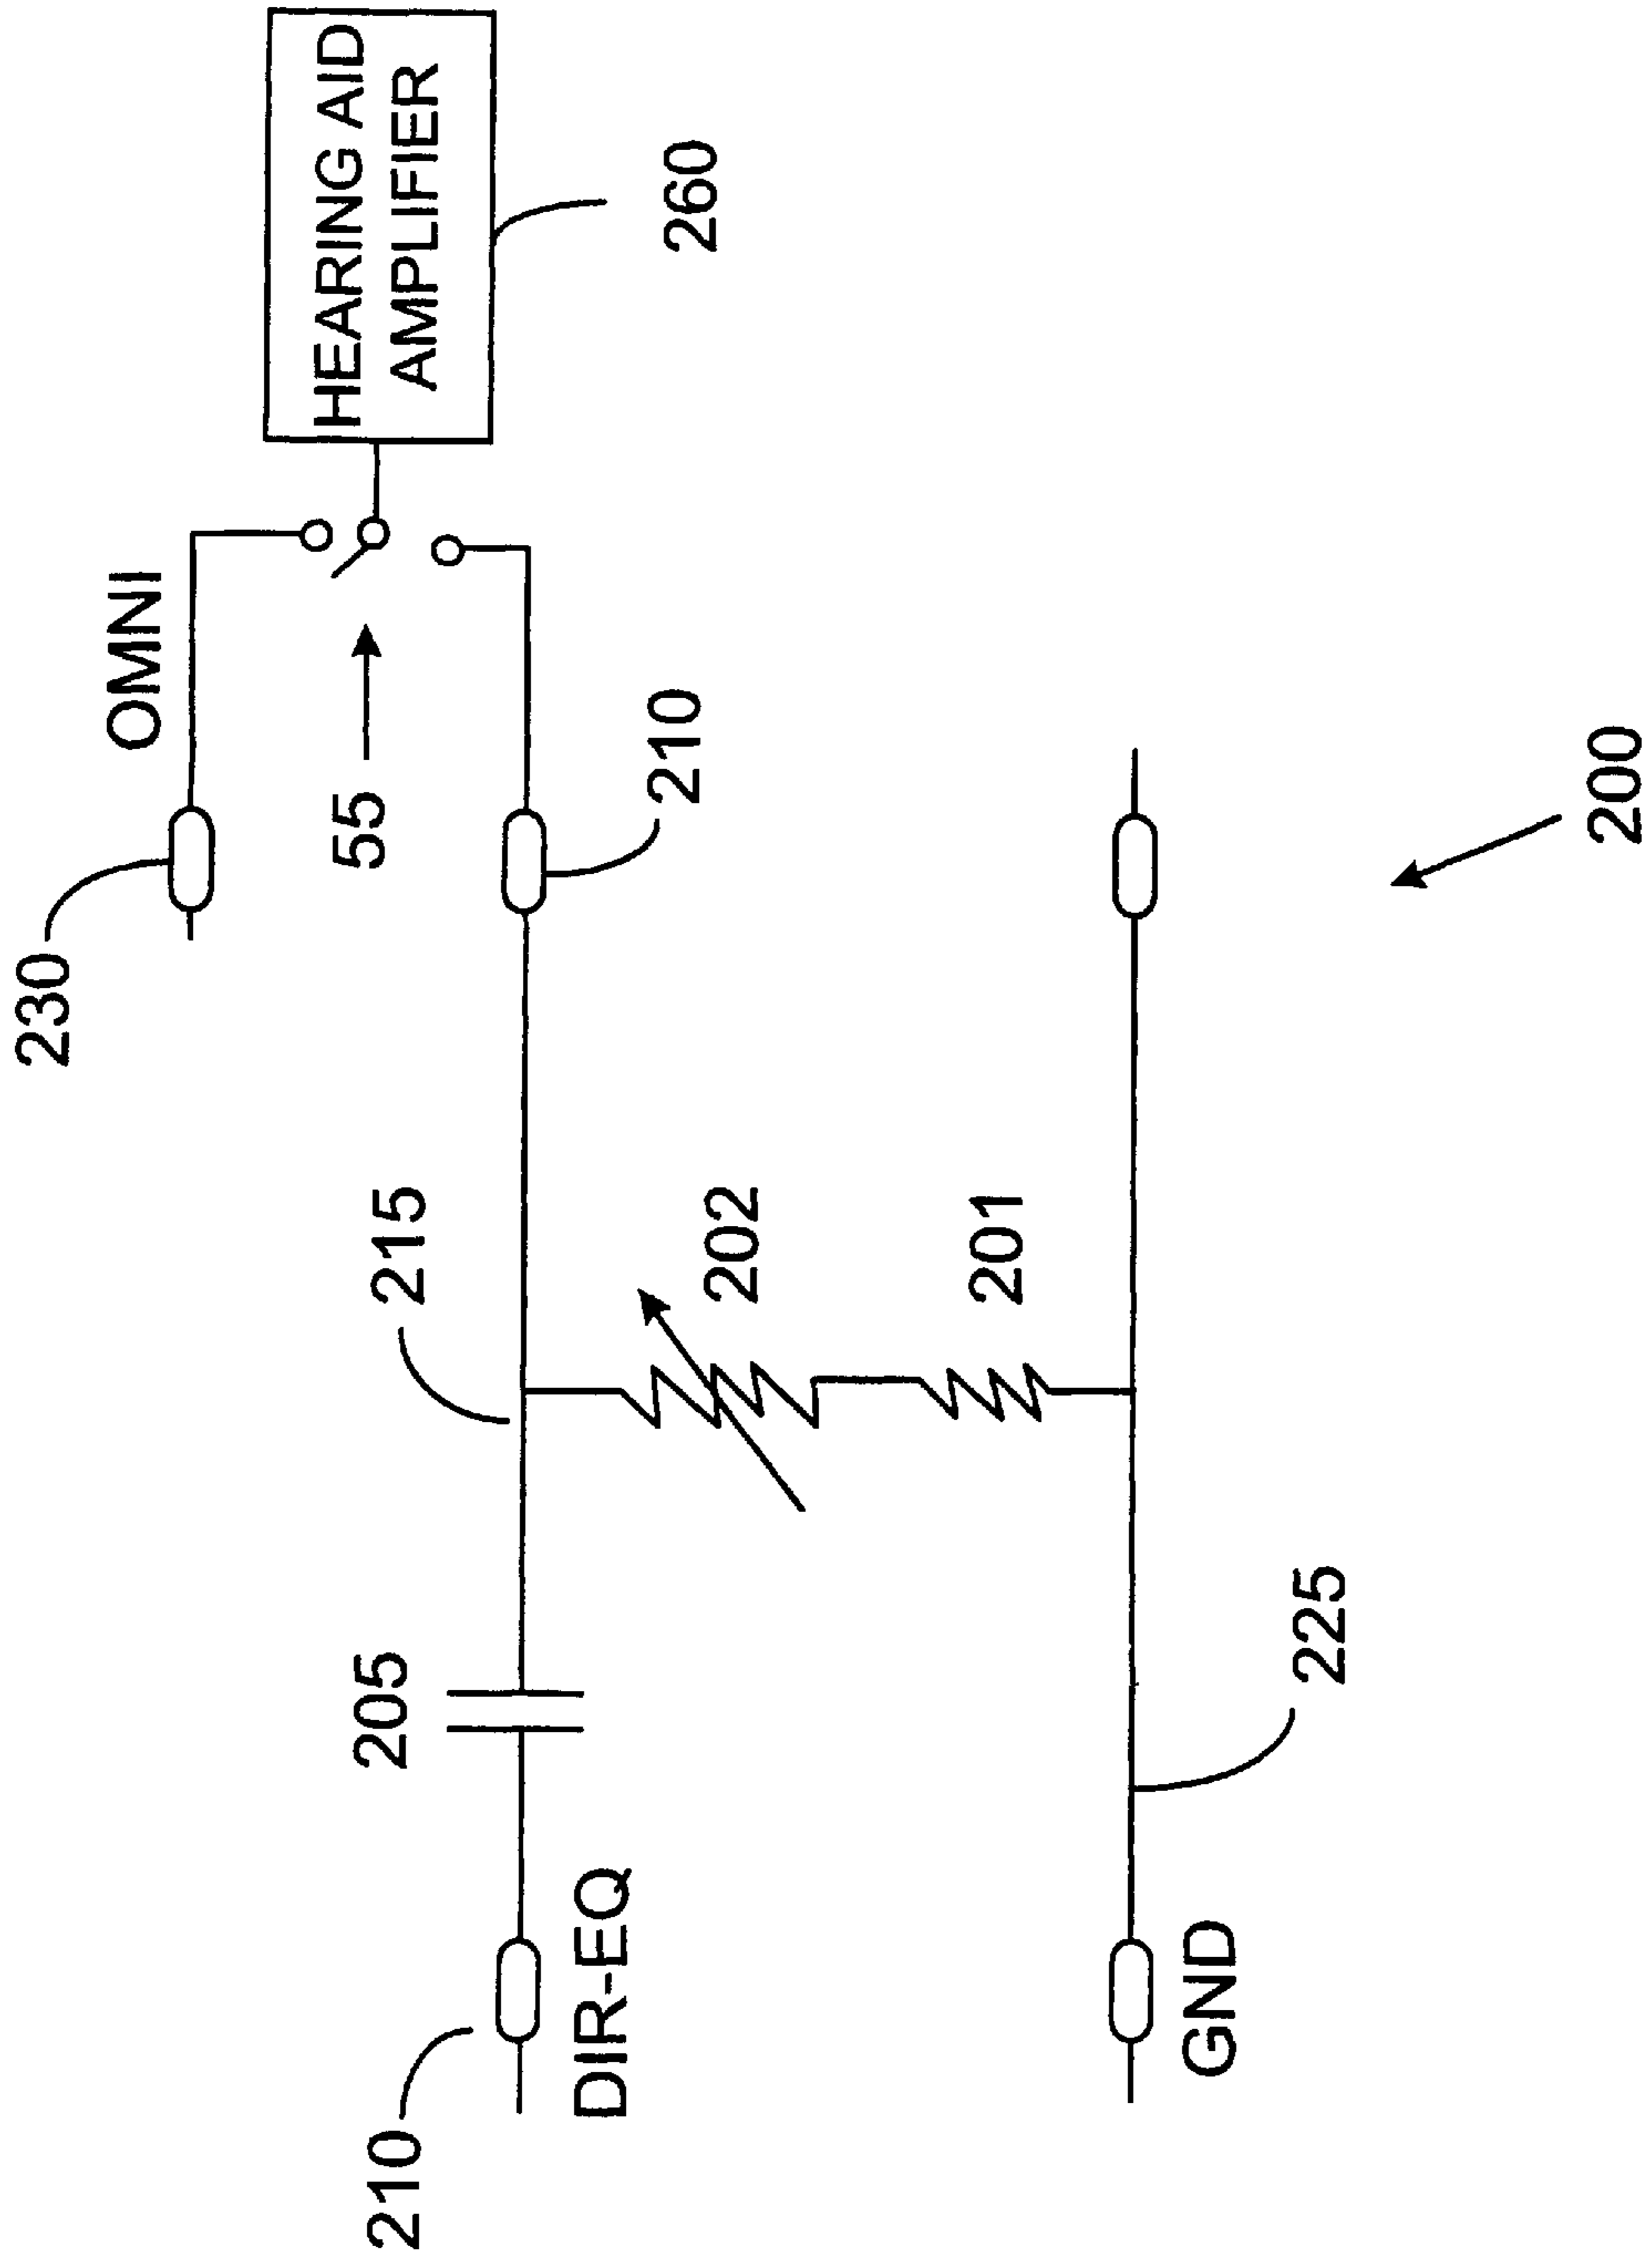 230
OMNI
HEARING AID
AMPLIFIER
55
260
210
205
215
210
DIR-EQ
202
201
GND
225
200